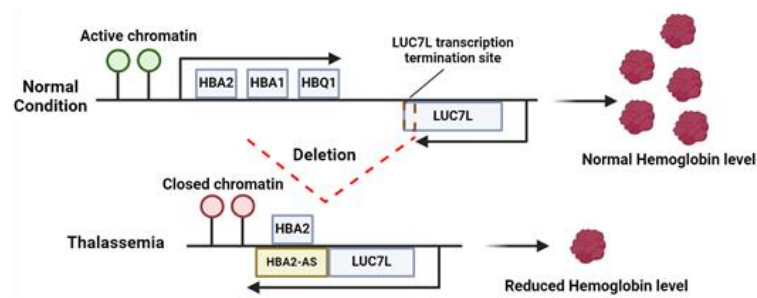 Active chromatin
LUC7L transcription
termination site
Normal
Condition
HBA2 HBA1 HBQ1
LUC7L
Normal Hemoglobin level
Deletion
Closed chromatin
HBA2
Thalassemia
HBA2-AS LUC7L
Reduced Hemoglobin level